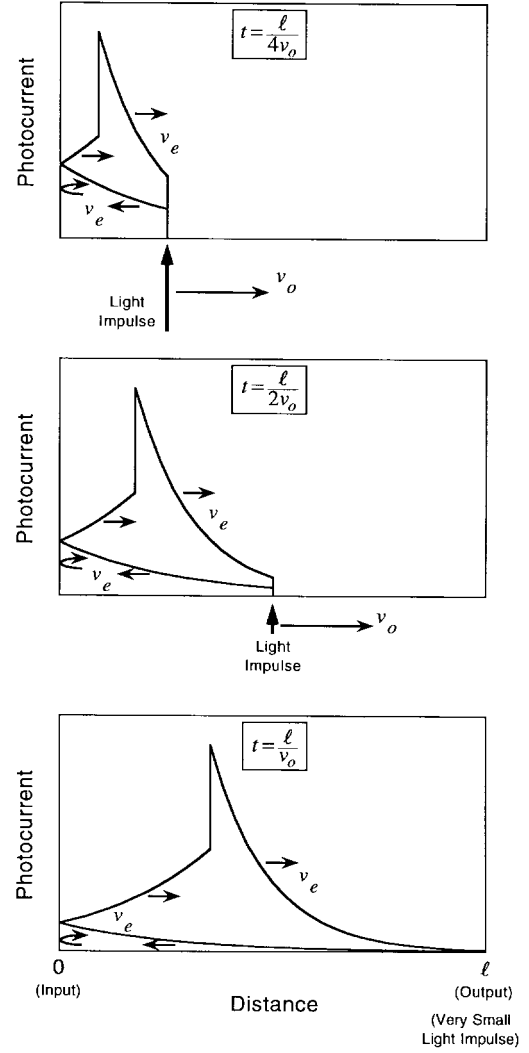 t = ℓ/4v_o
Photocurrent
v_e
v_e
v_o
Light
Impulse
t = ℓ/2v_o
Photocurrent
v_e
v_e
v_o
Light
Impulse
t = ℓ/v_o
Photocurrent
v_e
v_e
0
ℓ
(Input)
(Output)
Distance
(Very Small
Light Impulse)